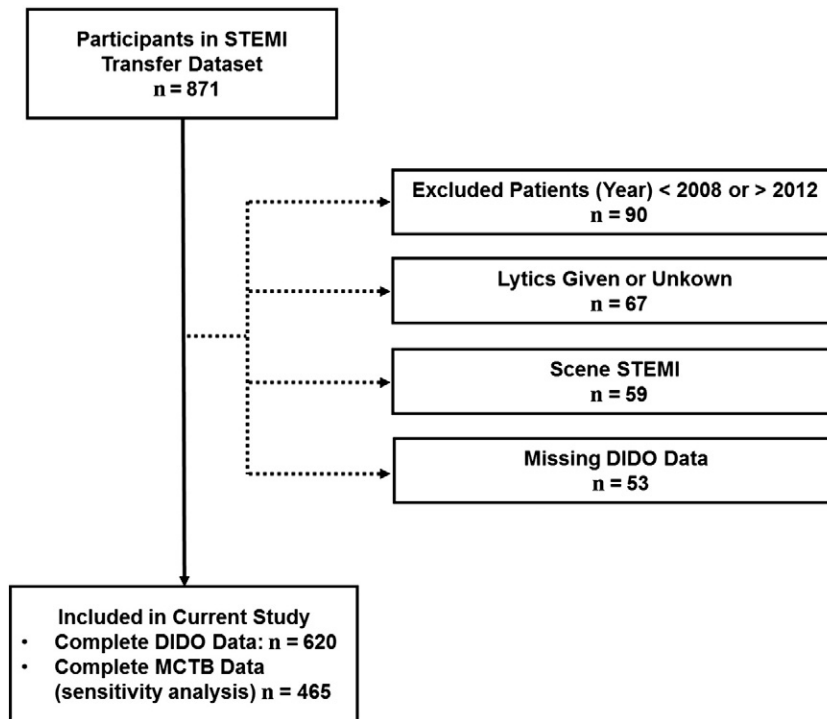 Participants in STEMI
Transfer Dataset
n = 871
Excluded Patients (Year) < 2008 or > 2012
n = 90
Lytics Given or Unkown
n = 67
Scene STEMI
n = 59
Missing DIDO Data
n = 53
Included in Current Study
• Complete DIDO Data: n = 620
• Complete MCTB Data
(sensitivity analysis) n = 465